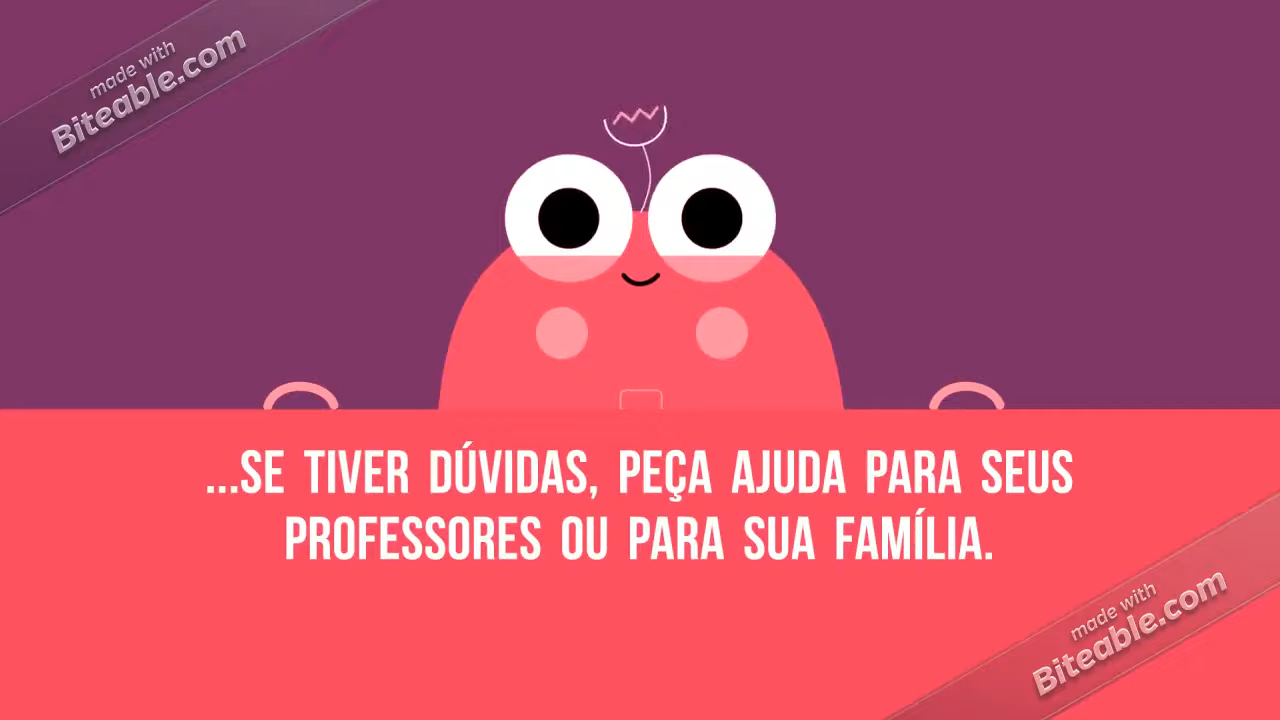 made with
Biteable.com
...SE TIVER DÚVIDAS, PEÇA AJUDA PARA SEUS
PROFESSORES OU PARA SUA FAMÍLIA.
made with
Biteable.com